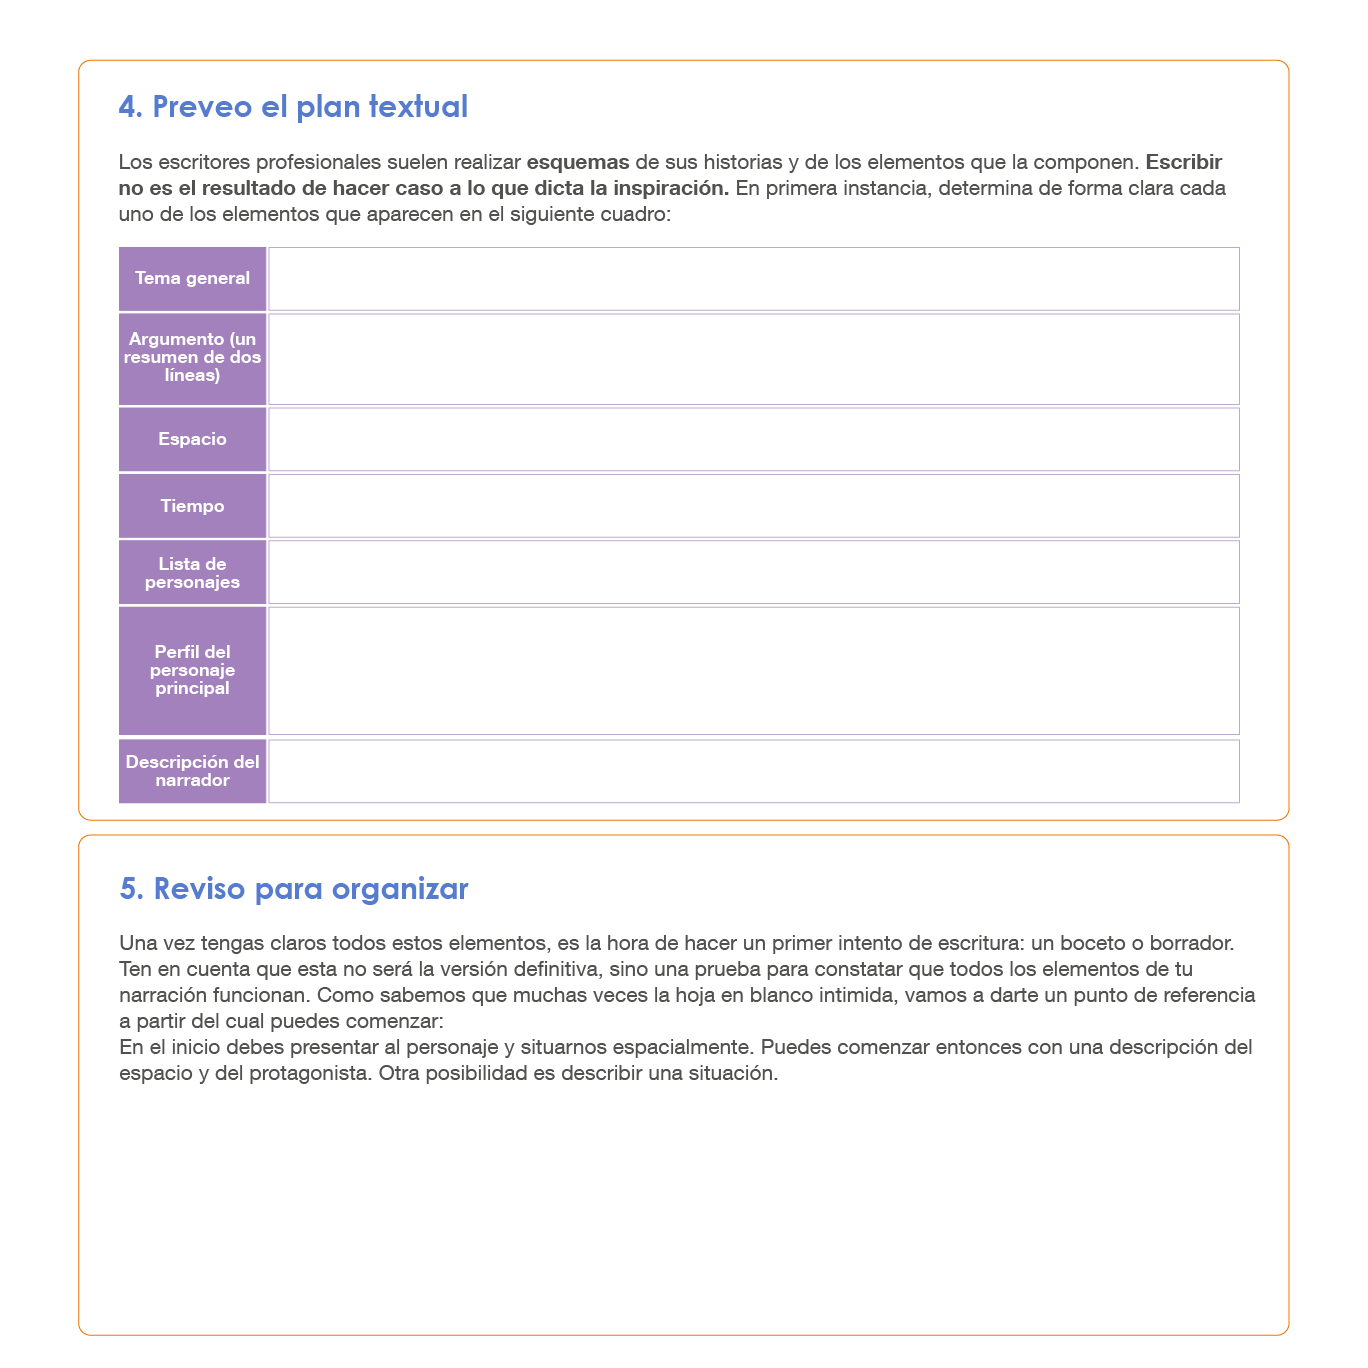 4. Preveo el plan textual
Los escritores profesionales suelen realizar esquemas de sus historias y de los elementos que la componen. Escribir
no es el resultado de hacer caso a lo que dicta la inspiración. En primera instancia, determina de forma clara cada
uno de los elementos que aparecen en el siguiente cuadro:
Tema general
Argumento (un
resumen de dos
líneas)
Espacio
Tiempo
Lista de
personajes
Perfil del
personaje
principal
Descripción del
narrador
5. Reviso para organizar
Una vez tengas claros todos estos elementos, es la hora de hacer un primer intento de escritura: un boceto o borrador.
Ten en cuenta que esta no será la versión definitiva, sino una prueba para constatar que todos los elementos de tu
narración funcionan. Como sabemos que muchas veces la hoja en blanco intimida, vamos a darte un punto de referencia
a partir del cual puedes comenzar:
En el inicio debes presentar al personaje y situarnos espacialmente. Puedes comenzar entonces con una descripción del
espacio y del protagonista. Otra posibilidad es describir una situación.